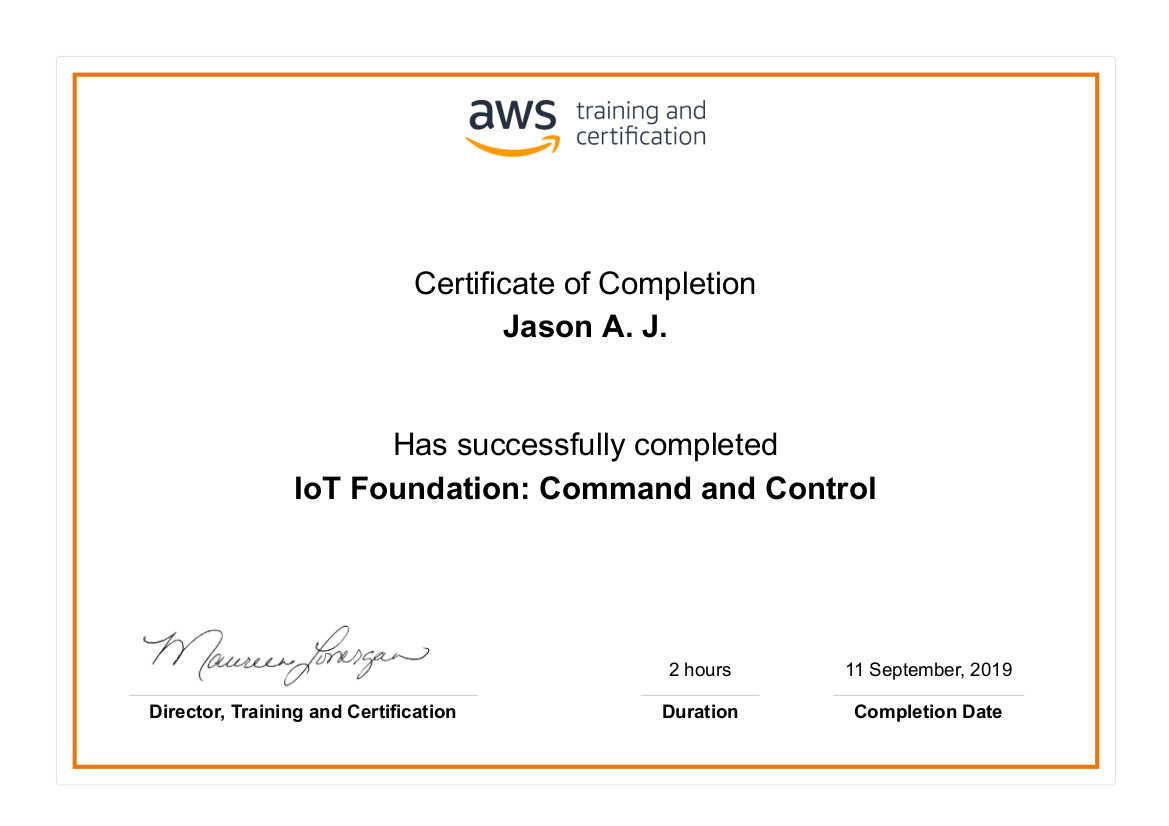 aws training and
certification
Certificate of Completion
Jason A. J.
Has successfully completed
IoT Foundation: Command and Control
Maureen Lonergan
2 hours
11 September, 2019
Director, Training and Certification
Duration
Completion Date